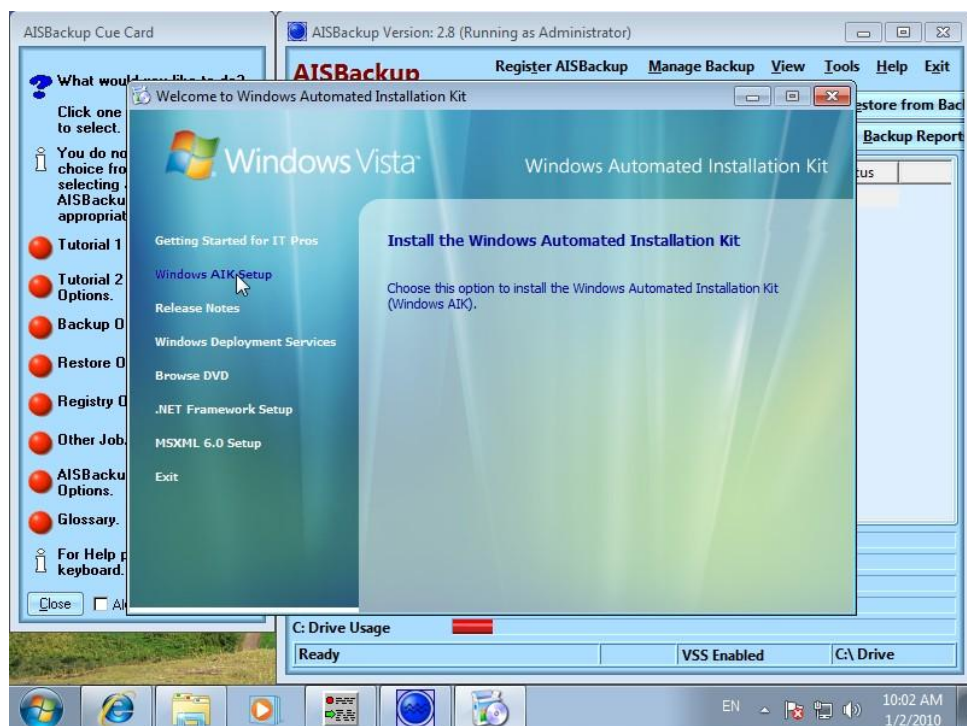 AISBackup Cue Card
What would you like to do?
Click one
to select.
You do no
choice fro
selecting
AISBacku
appropriat
Tutorial 1
Tutorial 2
Options.
Backup O
Restore O
Registry O
Other Job.
AISBacku
Options.
Glossary.
For Help p
keyboard.
Close
AISBackup Version: 2.8 (Running as Administrator)
AISBackup
Register AISBackup Manage Backup View Tools Help Exit
estore from Bac
Backup Report
tus
Welcome to Windows Automated Installation Kit
Windows Vista™
Windows Automated Installation Kit
Getting Started for IT Pros
Windows AIK Setup
Release Notes
Windows Deployment Services
Browse DVD
.NET Framework Setup
MSXML 6.0 Setup
Exit
Install the Windows Automated Installation Kit
Choose this option to install the Windows Automated Installation Kit
(Windows AIK).
C: Drive Usage
Ready VSS Enabled C:\ Drive
EN
10:02 AM
1/2/2010